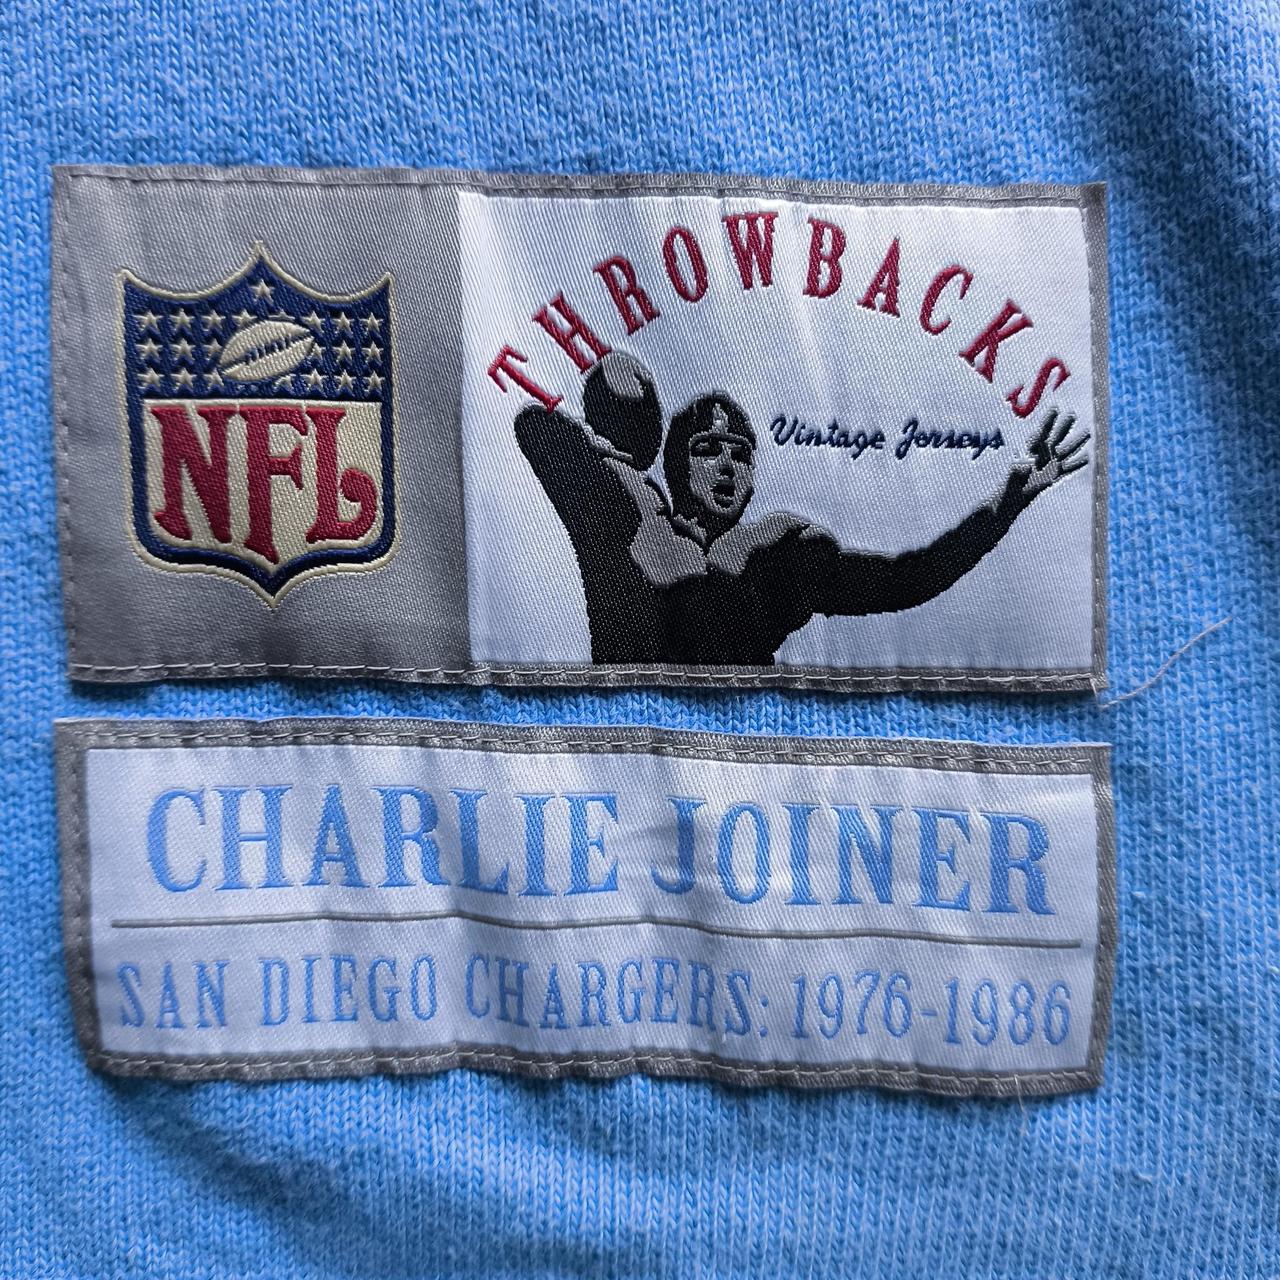 NFL
THROWBACKS
Vintage Jerseys
CHARLIE JOINER
SAN DIEGO CHARGERS: 1976-1986